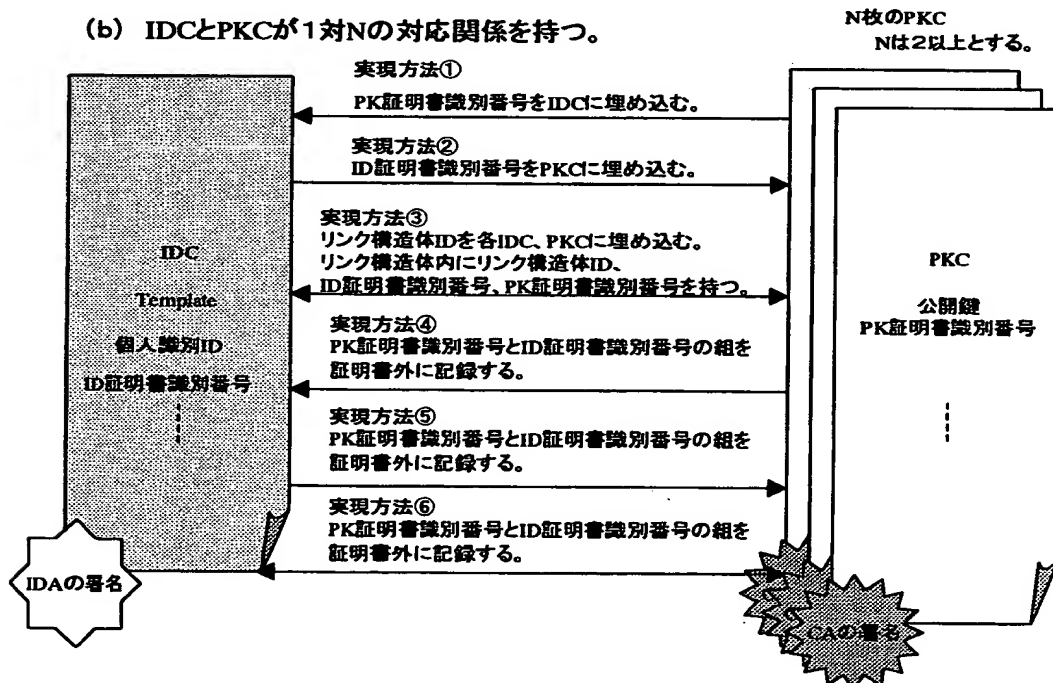 (b) IDCとPKCが1対Nの対応関係を持つ。
N枚のPKC
Nは2以上とする。
実現方法①
PK証明書識別番号をIDCに埋め込む。
実現方法②
ID証明書識別番号をPKCに埋め込む。
実現方法③
リンク構造体IDを各IDC、PKCに埋め込む。
リンク構造体内にリンク構造体ID、
ID証明書識別番号、PK証明書識別番号を持つ。
実現方法④
PK証明書識別番号とID証明書識別番号の組を
証明書外に記録する。
実現方法⑤
PK証明書識別番号とID証明書識別番号の組を
証明書外に記録する。
実現方法⑥
PK証明書識別番号とID証明書識別番号の組を
証明書外に記録する。
IDC
Template
個人識別ID
ID証明書識別番号
IDAの署名
PKC
公開鍵
PK証明書識別番号
CAの署名